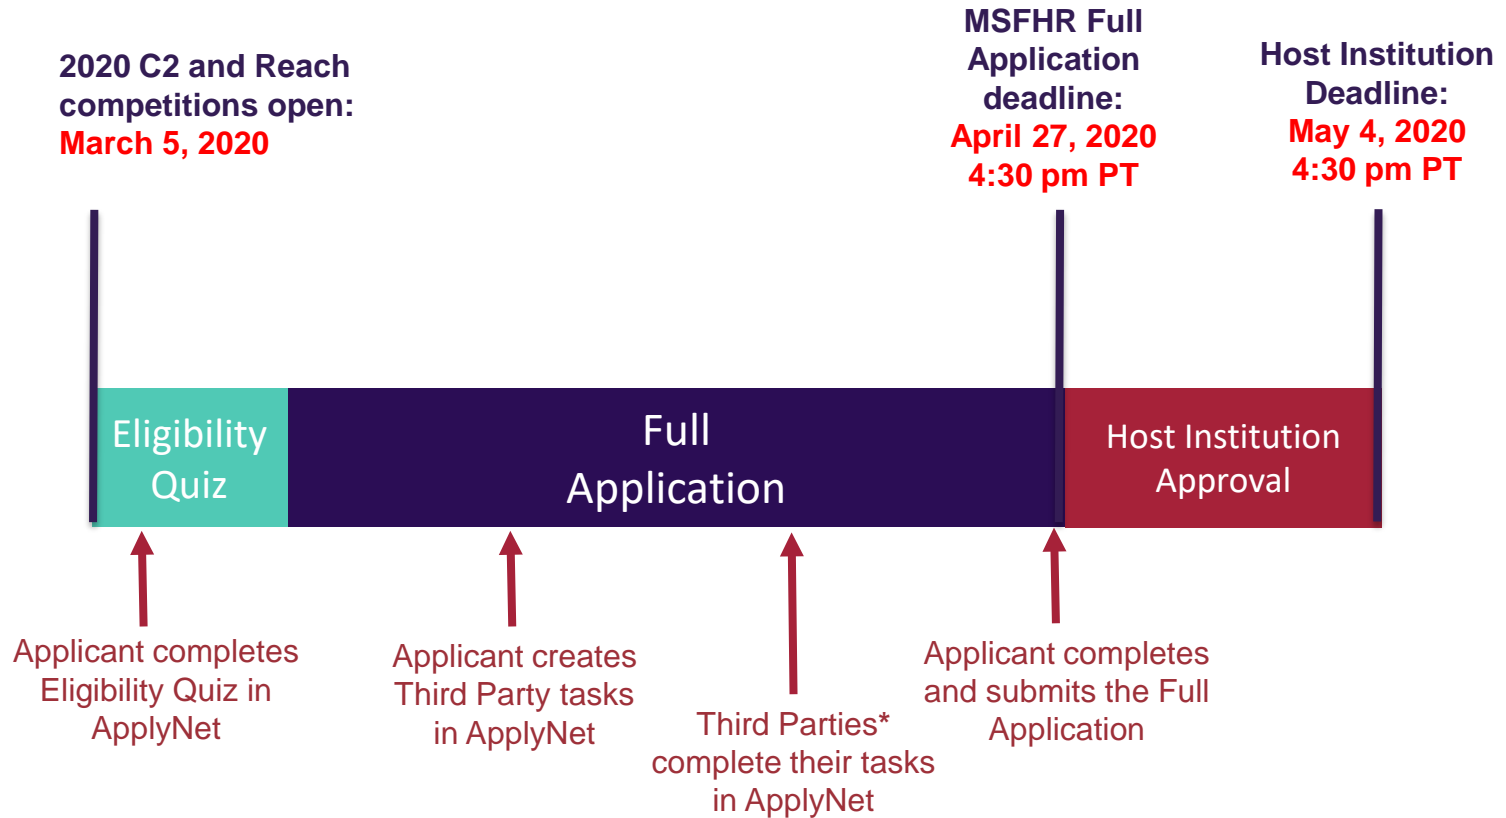 2020 C2 and Reach
competitions open:
March 5, 2020
MSFHR Full
Application
deadline:
April 27, 2020
4:30 pm PT
Host Institution
Deadline:
May 4, 2020
4:30 pm PT
Eligibility
Quiz
Full
Application
Host Institution
Approval
Applicant completes
Eligibility Quiz in
ApplyNet
Applicant creates
Third Party tasks
in ApplyNet
Third Parties*
complete their tasks
in ApplyNet
Applicant completes
and submits the Full
Application